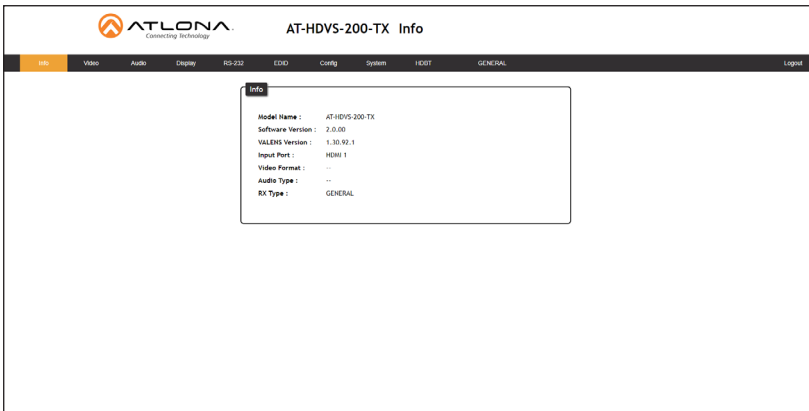 ATLONA.
Connecting Technology
AT-HDVS-200-TX Info
Info Video Audio Display RS-232 EDID Config System HDBT GENERAL Logout
Info
Model Name : AT-HDVS-200-TX
Software Version : 2.0.00
VALENS Version : 1.30.92.1
Input Port : HDMI 1
Video Format : --
Audio Type : --
RX Type : GENERAL